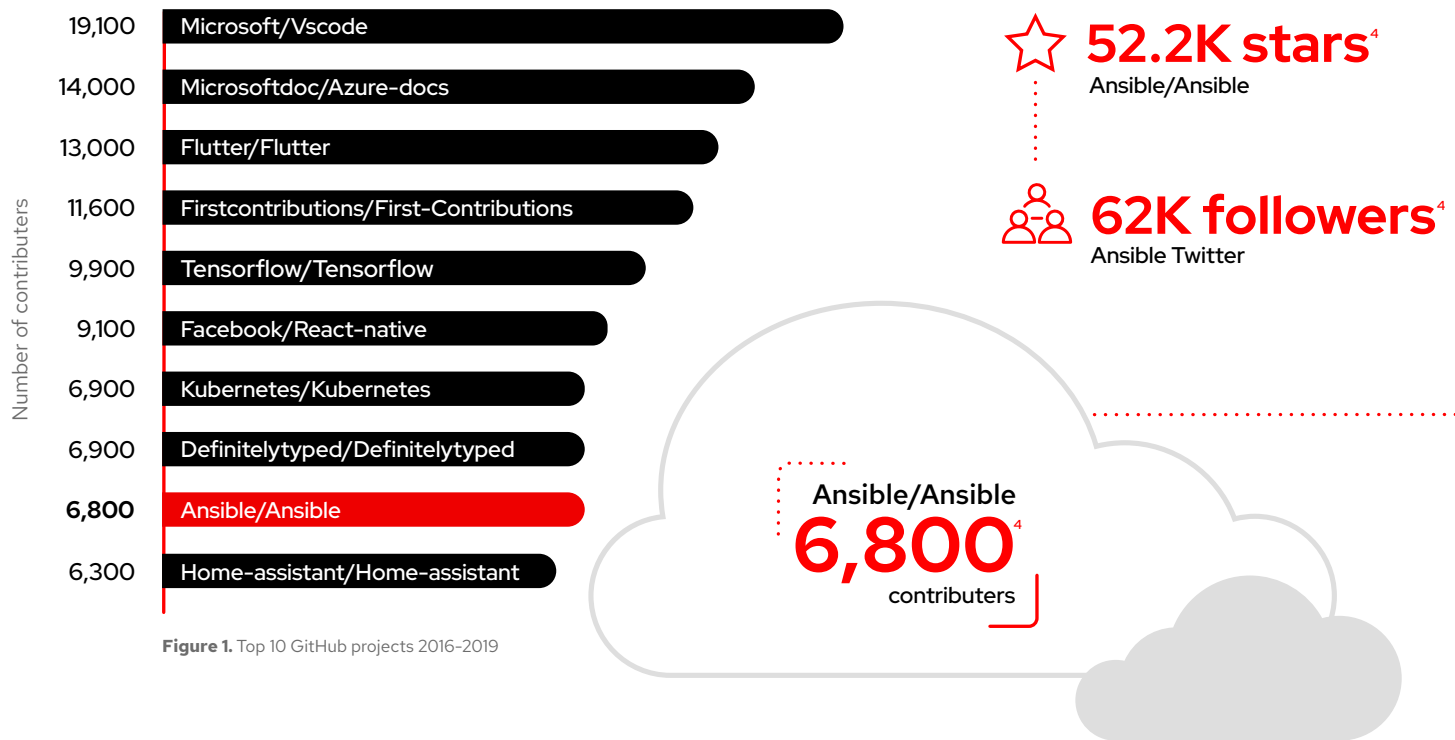 Number of contributers
19,100 Microsoft/Vscode
14,000 Microsoftdoc/Azure-docs
13,000 Flutter/Flutter
11,600 Firstcontributions/First-Contributions
9,900 Tensorflow/Tensorflow
9,100 Facebook/React-native
6,900 Kubernetes/Kubernetes
6,900 Definitelytyped/Definitelytyped
6,800 Ansible/Ansible
6,300 Home-assistant/Home-assistant
Figure 1. Top 10 GitHub projects 2016-2019
52.2K stars4
Ansible/Ansible
62K followers4
Ansible Twitter
Ansible/Ansible
6,8004
contributers